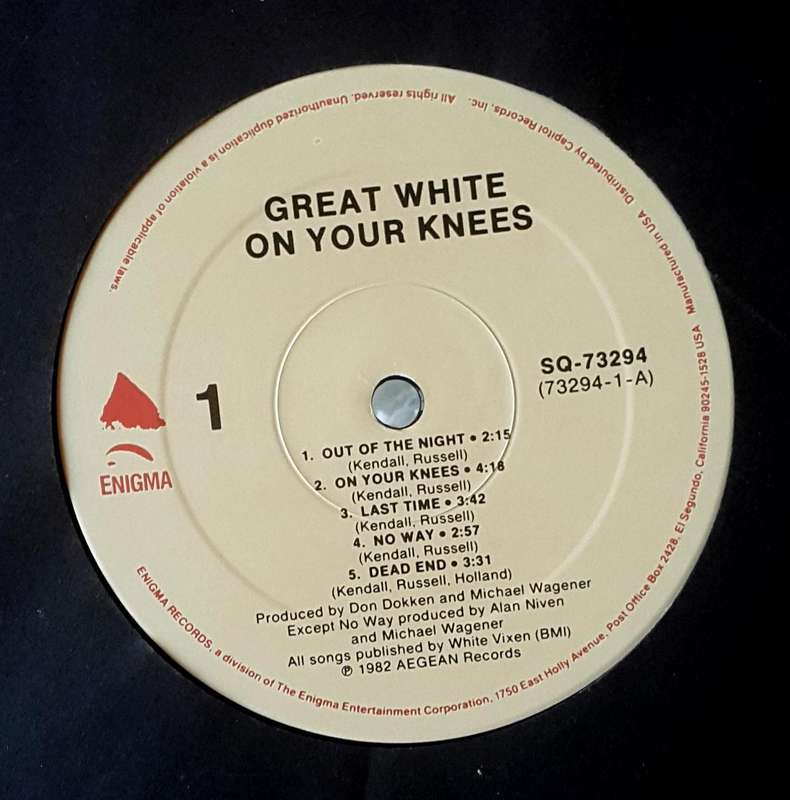 GREAT WHITE
ON YOUR KNEES
1
SQ-73294
(73294-1-A)
ENIGMA
1. OUT OF THE NIGHT • 2:15
(Kendall, Russell)
2. ON YOUR KNEES • 4:16
(Kendall, Russell)
3. LAST TIME • 3:42
(Kendall, Russell)
4. NO WAY • 2:57
(Kendall, Russell)
5. DEAD END • 3:31
(Kendall, Russell, Holland)
Produced by Don Dokken and Michael Wagener
Except No Way produced by Alan Niven
and Michael Wagener
All songs published by White Vixen (BMI)
℗ 1982 AEGEAN Records
ENIGMA RECORDS, a division of The Enigma Entertainment Corporation, 1750 East Holly Avenue, Post Office Box 2428, El Segundo, California 90245-1528 USA Manufactured in USA Distributed by Capitol Records, Inc. All rights reserved. Unauthorized duplication is a violation of applicable laws.